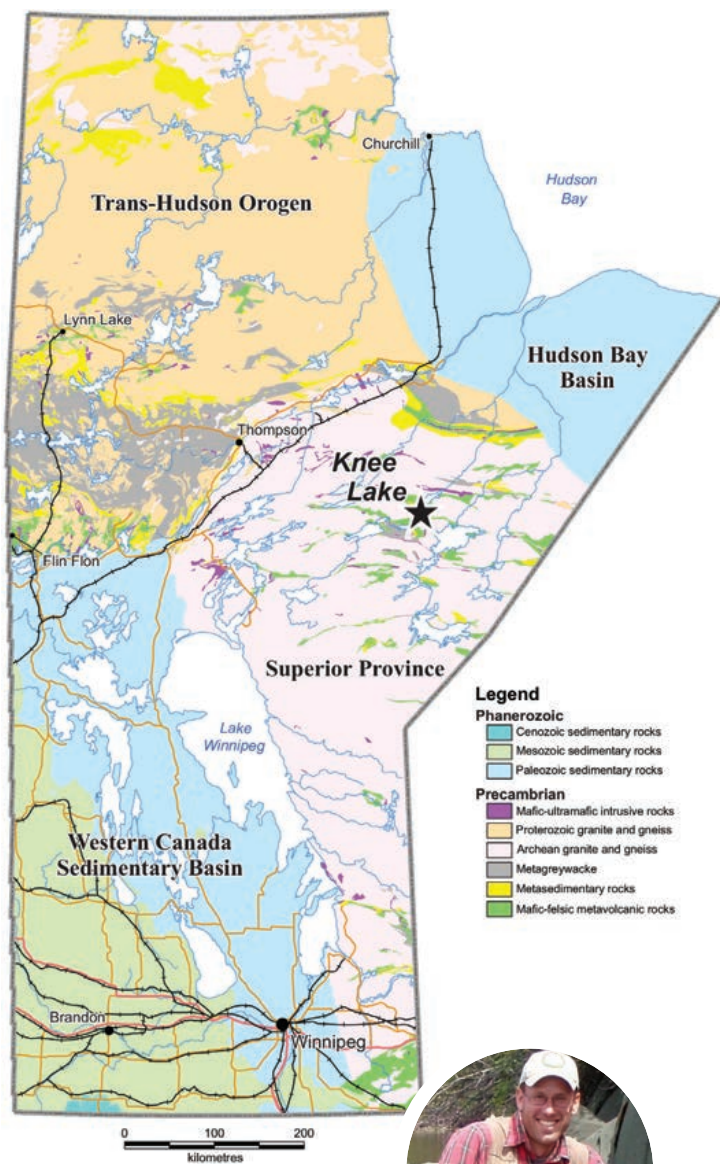 Churchill
Hudson
Bay
Trans-Hudson Orogen
Lynn Lake
Hudson Bay
Basin
Thompson
Knee
Lake
Flin Flon
Superior Province
Lake
Winnipeg
Legend
Phanerozoic
Cenozoic sedimentary rocks
Mesozoic sedimentary rocks
Paleozoic sedimentary rocks
Precambrian
Mafic-ultramafic intrusive rocks
Proterozoic granite and gneiss
Archean granite and gneiss
Metagreywacke
Metasedimentary rocks
Mafic-felsic metavolcanic rocks
Western Canada
Sedimentary Basin
Brandon
Winnipeg
0 100 200
kilometres